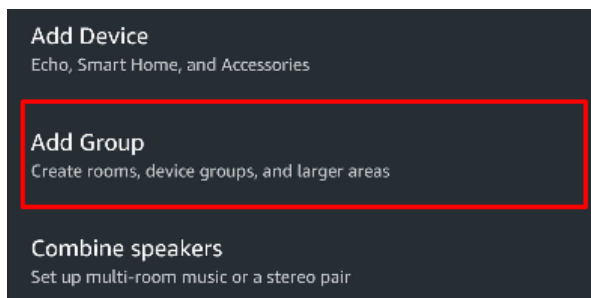 Add Device
Echo, Smart Home, and Accessories
Add Group
Create rooms, device groups, and larger areas
Combine speakers
Set up multi-room music or a stereo pair